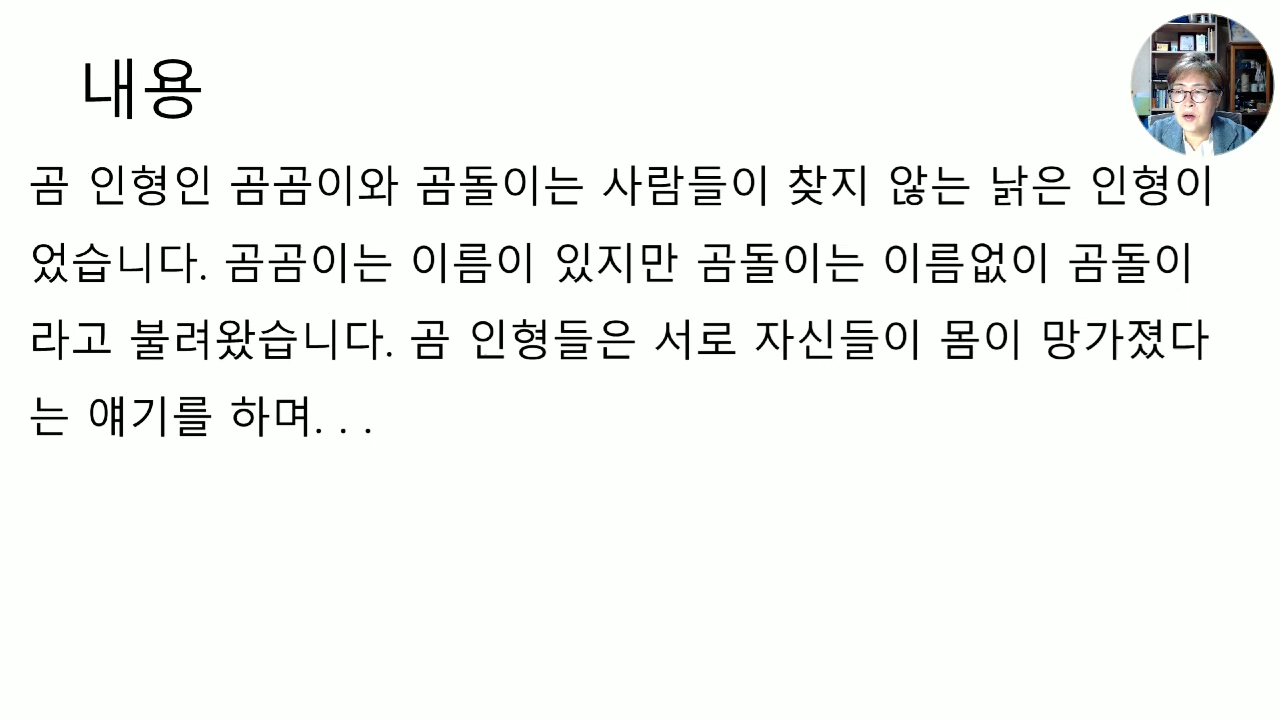 내용
곰 인형인 곰곰이와 곰돌이는 사람들이 찾지 않는 낡은 인형이
었습니다. 곰곰이는 이름이 있지만 곰돌이는 이름없이 곰돌이
라고 불려왔습니다. 곰 인형들은 서로 자신들이 몸이 망가졌다
는 얘기를 하며. . .